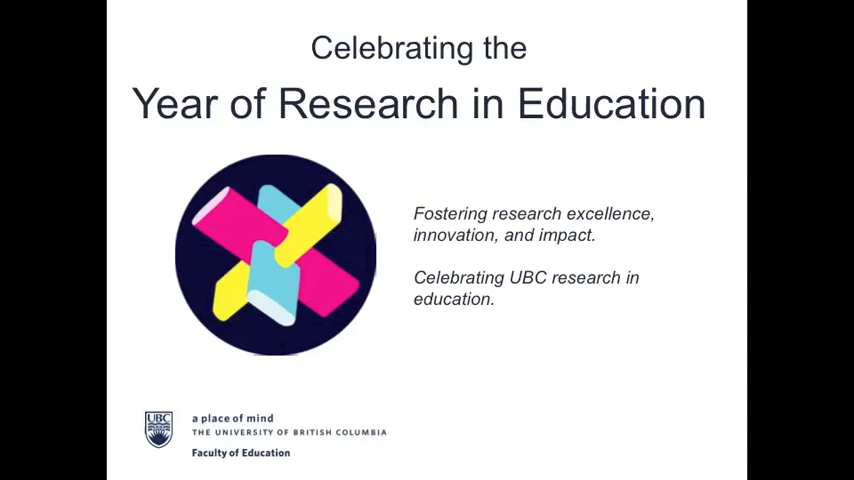 Celebrating the
Year of Research in Education
Fostering research excellence,
innovation, and impact.
Celebrating UBC research in
education.
UBC
a place of mind
THE UNIVERSITY OF BRITISH COLUMBIA
Faculty of Education